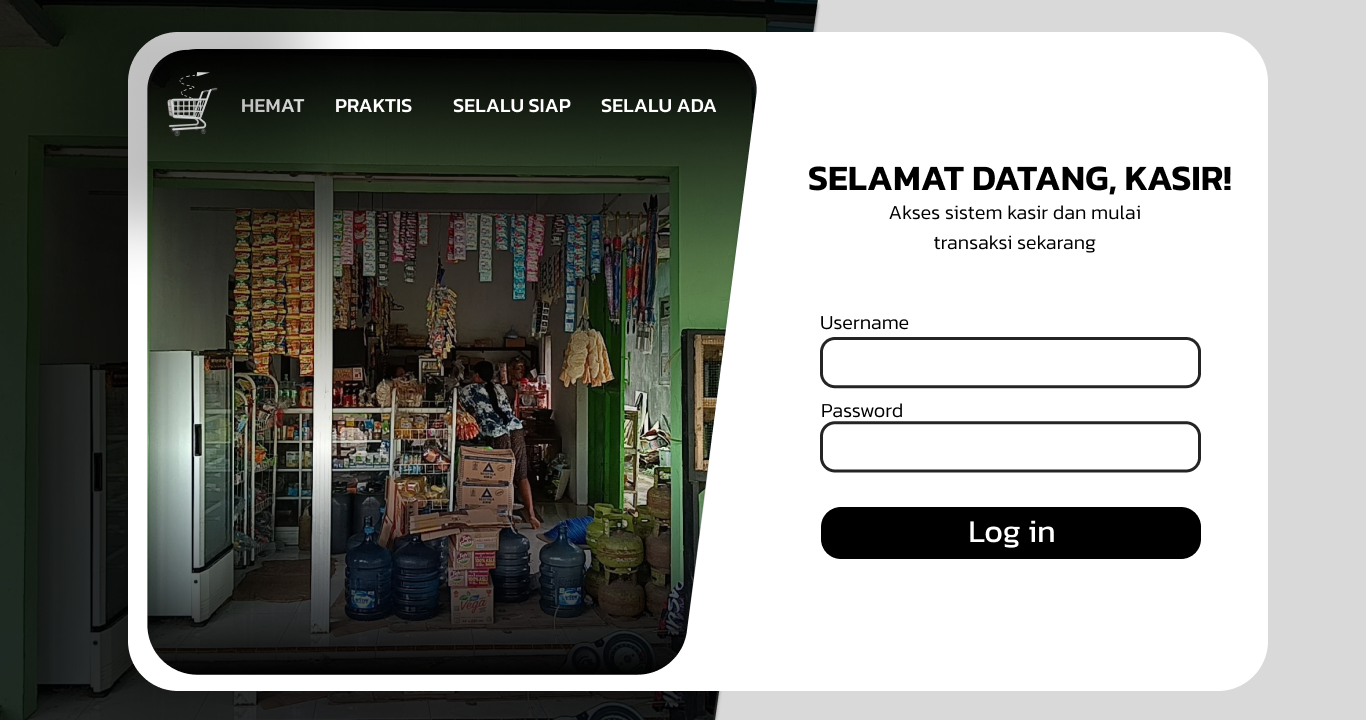 HEMAT PRAKTIS SELALU SIAP SELALU ADA
SELAMAT DATANG, KASIR!
Akses sistem kasir dan mulai
transaksi sekarang
Username
Password
Log in
Vega